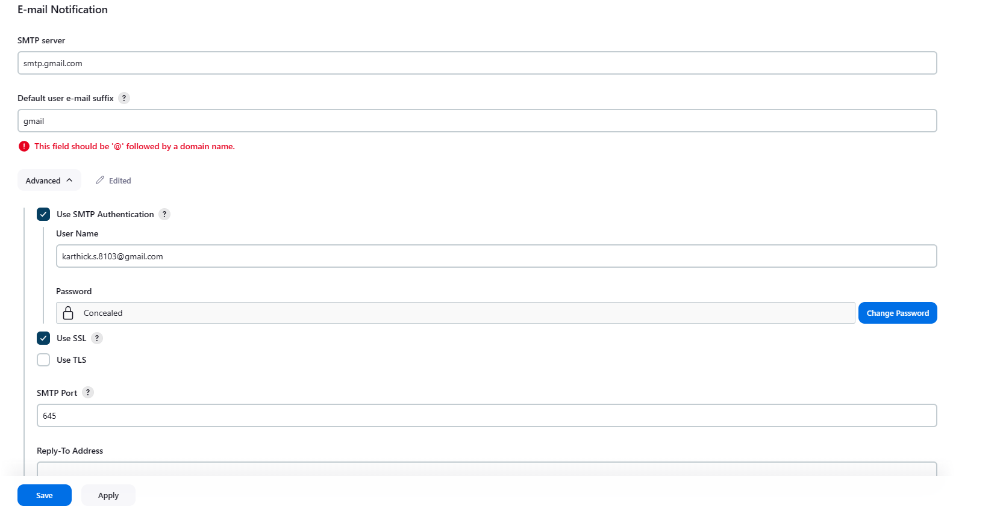 E-mail Notification
SMTP server
smtp.gmail.com
Default user e-mail suffix ?
gmail
! This field should be '@' followed by a domain name.
Advanced Edited
Use SMTP Authentication ?
User Name
karthick.s.8103@gmail.com
Password
Concealed Change Password
Use SSL ?
Use TLS
SMTP Port ?
645
Reply-To Address
Save Apply